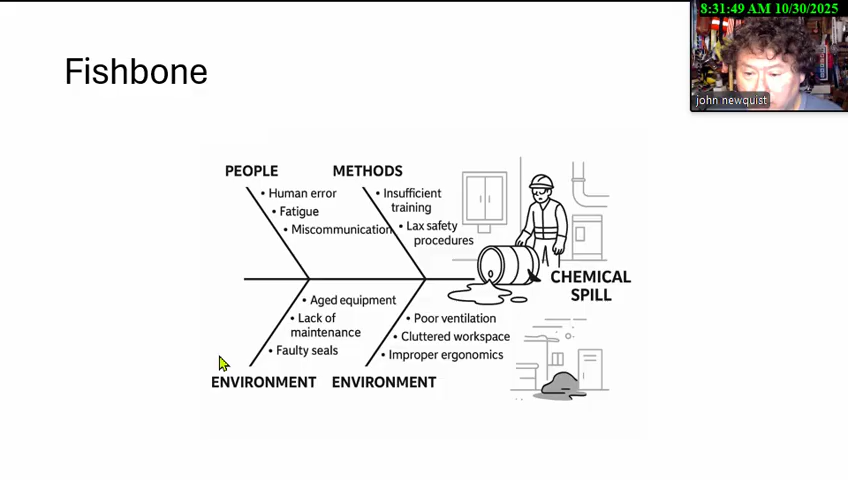 8:31:49 AM 10/30/2025
john newquist
Fishbone
PEOPLE
• Human error
• Fatigue
• Miscommunication
METHODS
• Insufficient
training
• Lax safety
procedures
CHEMICAL
SPILL
• Aged equipment
• Lack of
maintenance
• Faulty seals
ENVIRONMENT
• Poor ventilation
• Cluttered workspace
• Improper ergonomics
ENVIRONMENT